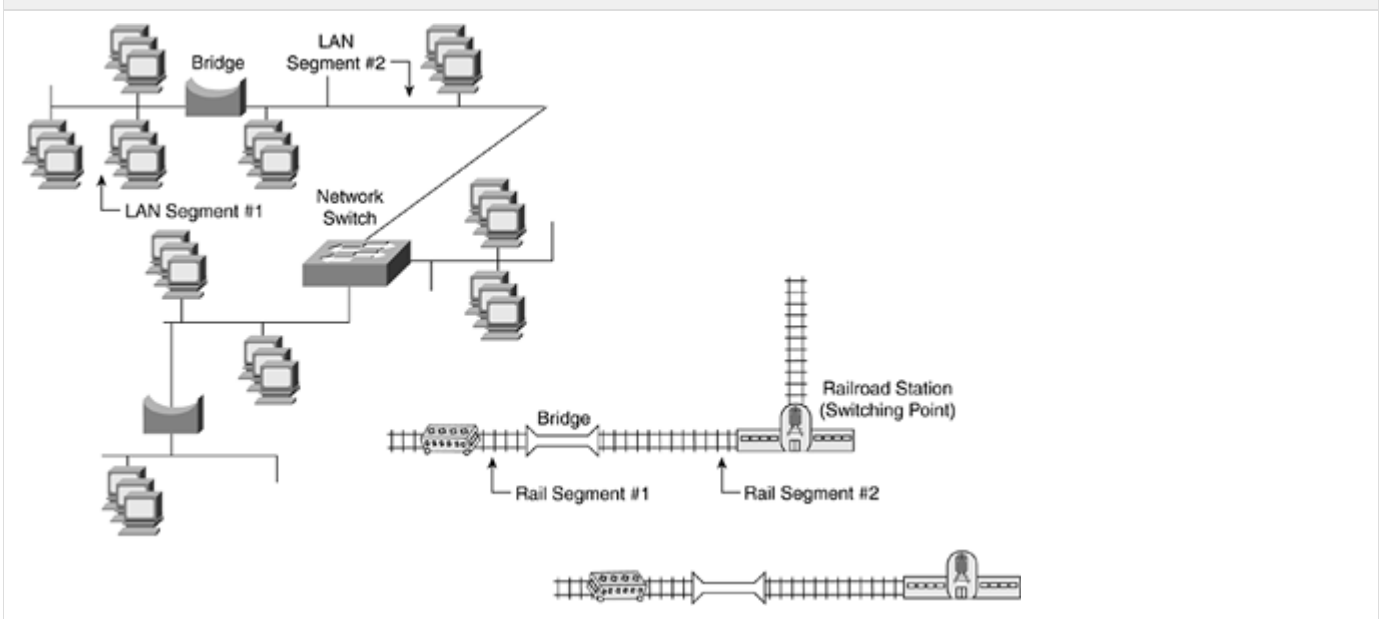 LAN
Segment #2
Bridge
LAN Segment #1
Network
Switch
Railroad Station
(Switching Point)
Bridge
Rail Segment #1
Rail Segment #2